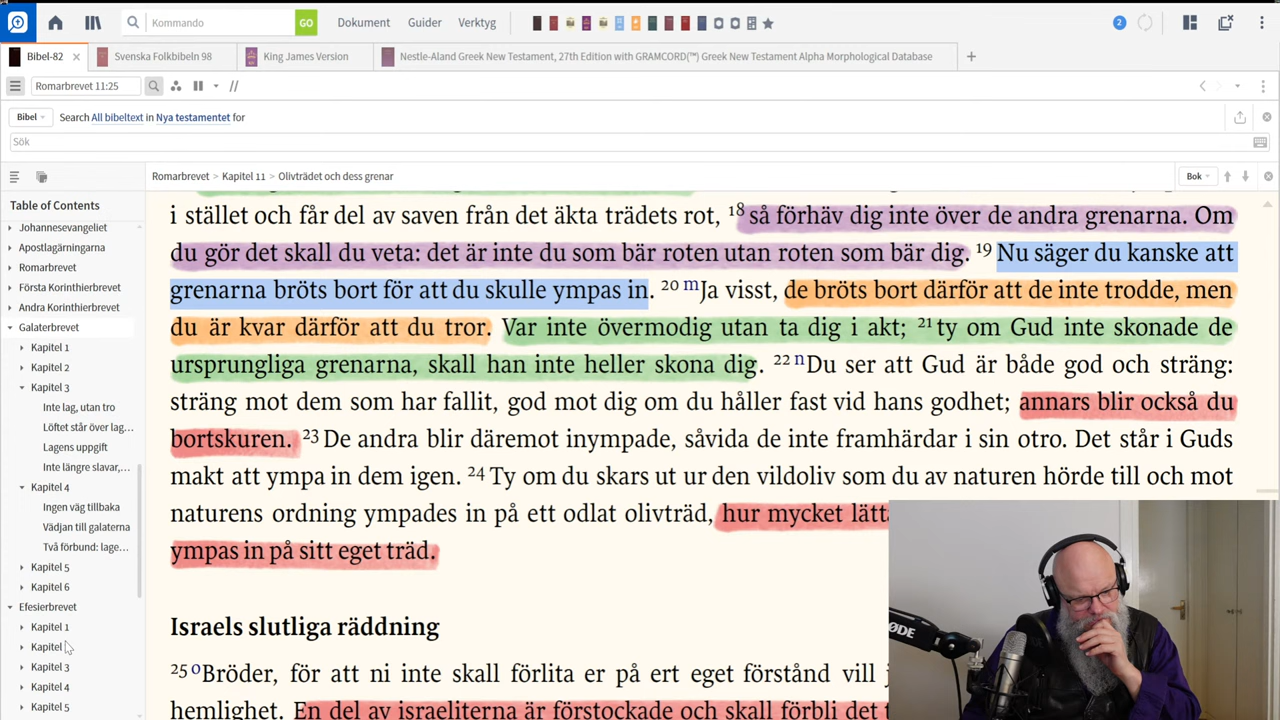 Kommando
GO
Dokument
Guider
Verktyg
2
Bibel-82
Svenska Folkbibeln 98
King James Version
Nestle-Aland Greek New Testament, 27th Edition with GRAMCORD(™) Greek New Testament Alpha Morphological Database
Romarbrevet 11:25
Bibel
Search All bibeltext in Nya testamentet for
Sök
Romarbrevet > Kapitel 11 > Olivträdet och dess grenar
Bok
Table of Contents
Johannesevangeliet
Apostlagärningarna
Romarbrevet
Första Korinthierbrevet
Andra Korinthierbrevet
Galaterbrevet
Kapitel 1
Kapitel 2
Kapitel 3
Inte lag, utan tro
Löftet står över lag...
Lagens uppgift
Inte längre slavar,...
Kapitel 4
Ingen väg tillbaka
Vädjan till galaterna
Två förbund: lage...
Kapitel 5
Kapitel 6
Efesierbrevet
Kapitel 1
Kapitel
Kapitel 3
Kapitel 4
Kapitel 5
i stället och får del av saven från det äkta trädets rot, 18 så förhäv dig inte över de andra grenarna. Om
du gör det skall du veta: det är inte du som bär roten utan roten som bär dig. 19 Nu säger du kanske att
grenarna bröts bort för att du skulle ympas in. 20 m Ja visst, de bröts bort därför att de inte trodde, men
du är kvar därför att du tror. Var inte övermodig utan ta dig i akt; 21 ty om Gud inte skonade de
ursprungliga grenarna, skall han inte heller skona dig. 22 n Du ser att Gud är både god och sträng:
sträng mot dem som har fallit, god mot dig om du håller fast vid hans godhet; annars blir också du
bortskuren. 23 De andra blir däremot inympade, såvida de inte framhärdar i sin otro. Det står i Guds
makt att ympa in dem igen. 24 Ty om du skars ut ur den vildoliv som du av naturen hörde till och mot
naturens ordning ympades in på ett odlat olivträd, hur mycket lätta
ympas in på sitt eget träd.
Israels slutliga räddning
25 o Bröder, för att ni inte skall förlita er på ert eget förstånd vill j
hemlighet. En del av israeliterna är förstockade och skall förbli det t
RØDE